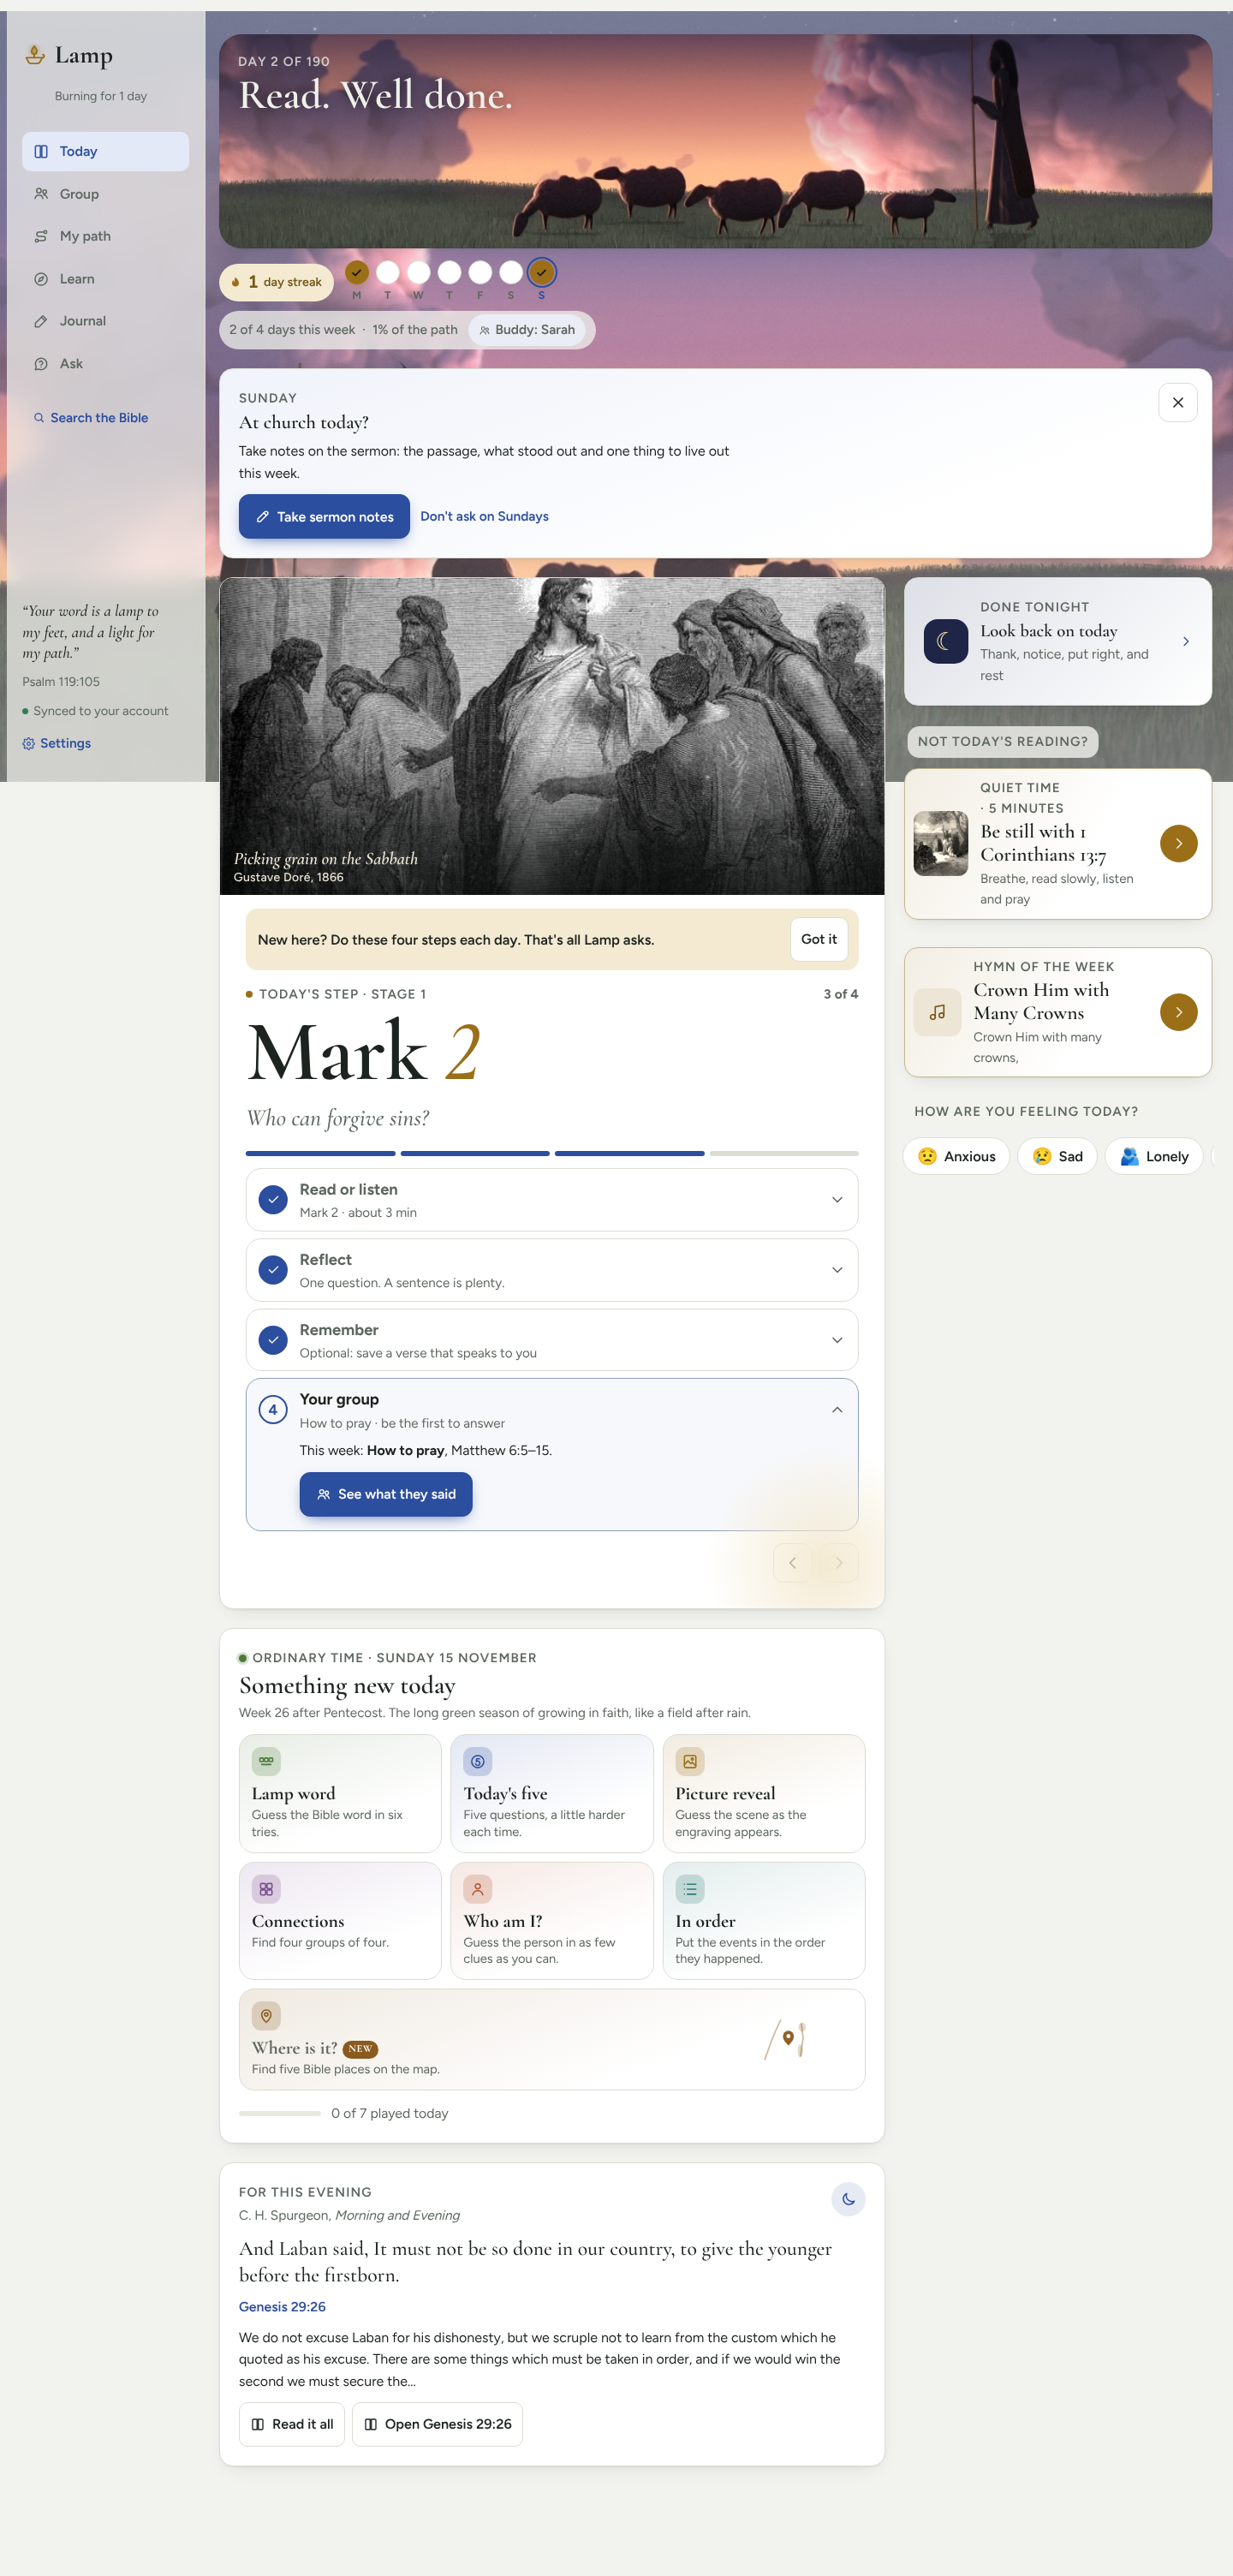 Lamp
Burning for 1 day
Today
Group
My path
Learn
Journal
Ask
Search the Bible
“Your word is a lamp to
my feet, and a light for
my path.”
Psalm 119:105
Synced to your account
Settings
DAY 2 OF 190
Read. Well done.
1 day streak
M T W T F S S
2 of 4 days this week · 1% of the path
Buddy: Sarah
SUNDAY
At church today?
Take notes on the sermon: the passage, what stood out and one thing to live out
this week.
Take sermon notes
Don't ask on Sundays
Picking grain on the Sabbath
Gustave Doré, 1866
New here? Do these four steps each day. That's all Lamp asks.
Got it
TODAY'S STEP · STAGE 1
3 of 4
Mark 2
Who can forgive sins?
Read or listen
Mark 2 · about 3 min
Reflect
One question. A sentence is plenty.
Remember
Optional: save a verse that speaks to you
4
Your group
How to pray · be the first to answer
This week: How to pray, Matthew 6:5–15.
See what they said
DONE TONIGHT
Look back on today
Thank, notice, put right, and
rest
NOT TODAY'S READING?
QUIET TIME
· 5 MINUTES
Be still with 1
Corinthians 13:7
Breathe, read slowly, listen
and pray
HYMN OF THE WEEK
Crown Him with
Many Crowns
Crown Him with many
crowns,
HOW ARE YOU FEELING TODAY?
Anxious
Sad
Lonely
ORDINARY TIME · SUNDAY 15 NOVEMBER
Something new today
Week 26 after Pentecost. The long green season of growing in faith, like a field after rain.
Lamp word
Guess the Bible word in six
tries.
5
Today's five
Five questions, a little harder
each time.
Picture reveal
Guess the scene as the
engraving appears.
Connections
Find four groups of four.
Who am I?
Guess the person in as few
clues as you can.
In order
Put the events in the order
they happened.
Where is it? NEW
Find five Bible places on the map.
0 of 7 played today
FOR THIS EVENING
C. H. Spurgeon, Morning and Evening
And Laban said, It must not be so done in our country, to give the younger
before the firstborn.
Genesis 29:26
We do not excuse Laban for his dishonesty, but we scruple not to learn from the custom which he
quoted as his excuse. There are some things which must be taken in order, and if we would win the
second we must secure the…
Read it all
Open Genesis 29:26